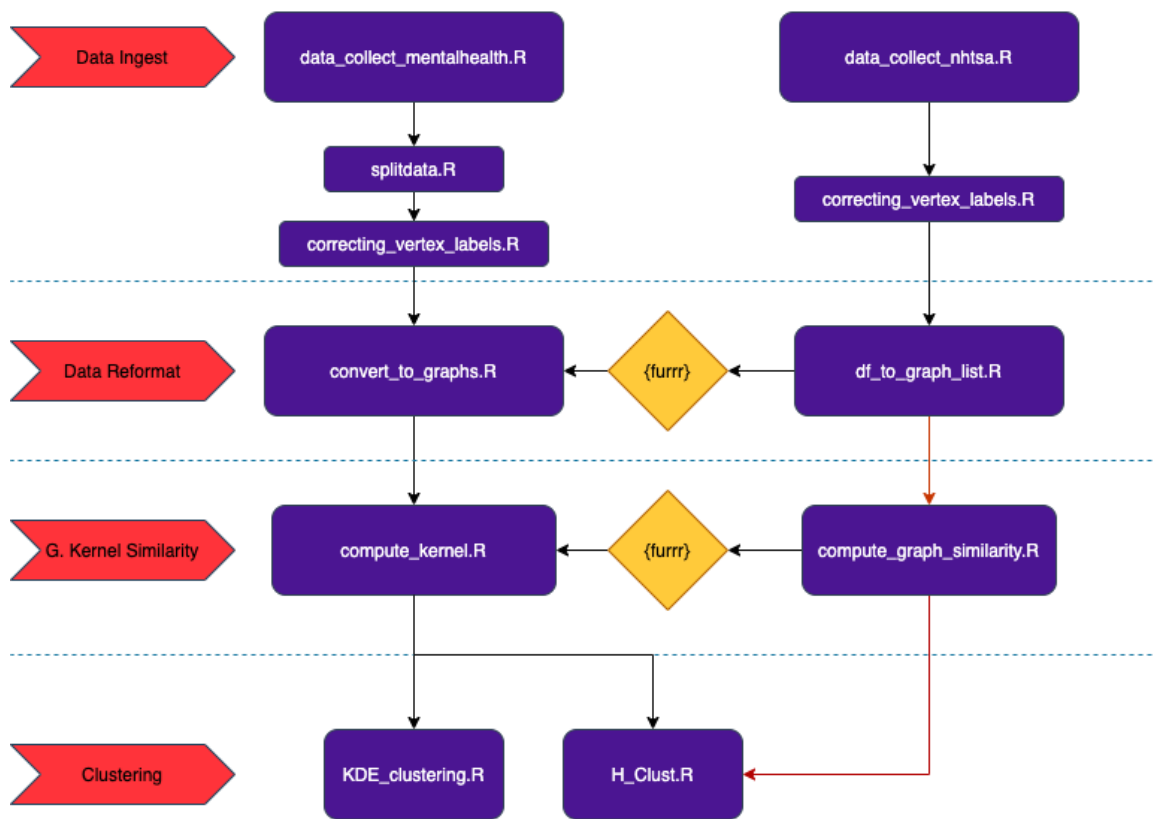 Data Ingest
data_collect_mentalhealth.R
data_collect_nhtsa.R
splitdata.R
correcting_vertex_labels.R
correcting_vertex_labels.R
Data Reformat
convert_to_graphs.R
{furrr}
df_to_graph_list.R
G. Kernel Similarity
compute_kernel.R
{furrr}
compute_graph_similarity.R
Clustering
KDE_clustering.R
H_Clust.R